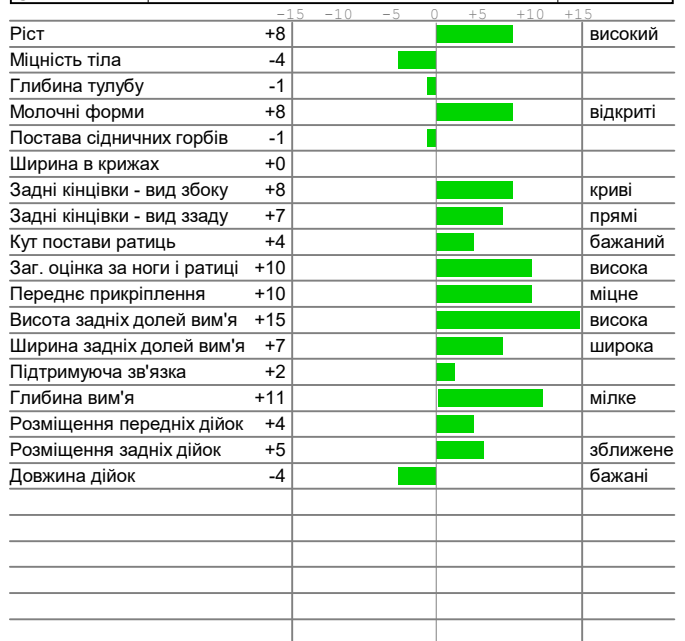 -15 -10 -5 0 +5 +10 +15
Ріст +8 високий
Міцність тіла -4
Глибина тулубу -1
Молочні форми +8 відкриті
Постава сідничних горбів -1
Ширина в крижах +0
Задні кінцівки - вид збоку +8 криві
Задні кінцівки - вид ззаду +7 прямі
Кут постави ратиць +4 бажаний
Заг. оцінка за ноги і ратиці +10 висока
Переднє прикріплення +10 міцне
Висота задніх долей вим'я +15 висока
Ширина задніх долей вим'я +7 широка
Підтримуюча зв'язка +2
Глибина вим'я +11 мілке
Розміщення передніх дійок +4
Розміщення задніх дійок +5 зближене
Довжина дійок -4 бажані